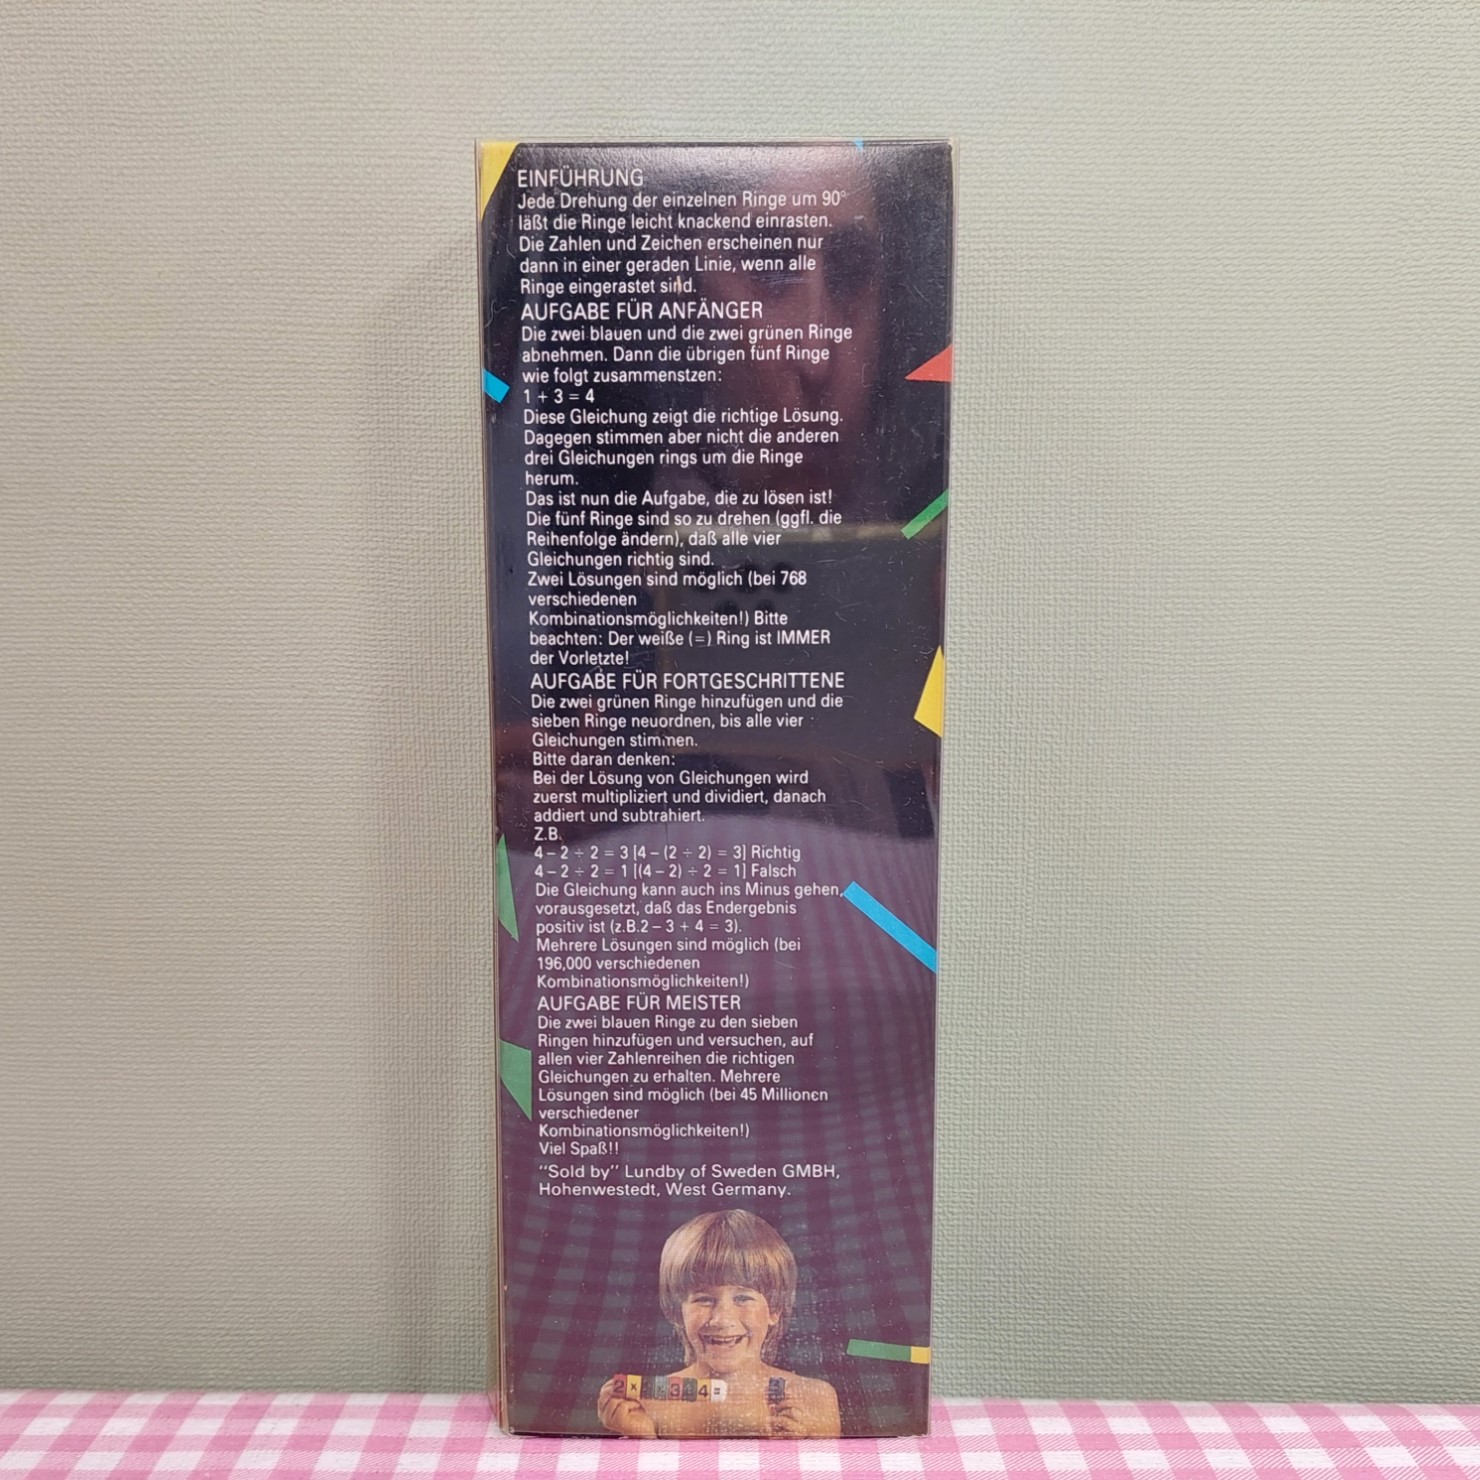 EINFÜHRUNG
Jede Drehung der einzelnen Ringe um 90°
läßt die Ringe leicht knackend einrasten.
Die Zahlen und Zeichen erscheinen nur
dann in einer geraden Linie, wenn alle
Ringe eingerastet sind.
AUFGABE FÜR ANFÄNGER
Die zwei blauen und die zwei grünen Ringe
abnehmen. Dann die übrigen fünf Ringe
wie folgt zusammenstzen:
1 + 3 = 4
Diese Gleichung zeigt die richtige Lösung.
Dagegen stimmen aber nicht die anderen
drei Gleichungen rings um die Ringe
herum.
Das ist nun die Aufgabe, die zu lösen ist!
Die fünf Ringe sind so zu drehen (ggfl. die
Reihenfolge ändern), daß alle vier
Gleichungen richtig sind.
Zwei Lösungen sind möglich (bei 768
verschiedenen
Kombinationsmöglichkeiten!) Bitte
beachten: Der weiße (=) Ring ist IMMER
der Vorletzte!
AUFGABE FÜR FORTGESCHRITTENE
Die zwei grünen Ringe hinzufügen und die
sieben Ringe neuordnen, bis alle vier
Gleichungen stimmen.
Bitte daran denken:
Bei der Lösung von Gleichungen wird
zuerst multipliziert und dividiert, danach
addiert und subtrahiert.
Z.B.
4 – 2 ÷ 2 = 3 [4 – (2 ÷ 2) = 3] Richtig
4 – 2 ÷ 2 = 1 [(4 – 2) ÷ 2 = 1] Falsch
Die Gleichung kann auch ins Minus gehen,
vorausgesetzt, daß das Endergebnis
positiv ist (z.B.2 – 3 + 4 = 3).
Mehrere Lösungen sind möglich (bei
196,000 verschiedenen
Kombinationsmöglichkeiten!)
AUFGABE FÜR MEISTER
Die zwei blauen Ringe zu den sieben
Ringen hinzufügen und versuchen, auf
allen vier Zahlenreihen die richtigen
Gleichungen zu erhalten. Mehrere
Lösungen sind möglich (bei 45 Millionen
verschiedener
Kombinationsmöglichkeiten!)
Viel Spaß!!
"Sold by" Lundby of Sweden GMBH,
Hohenwestedt, West Germany.